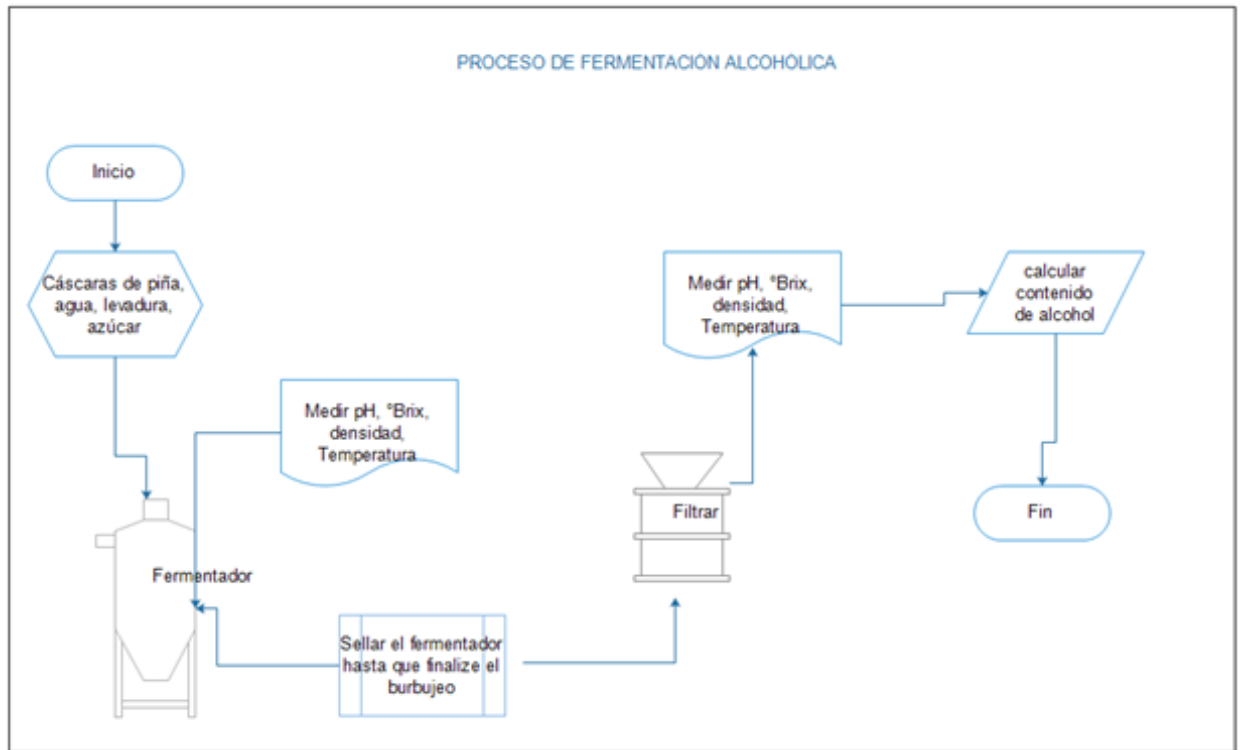 PROCESO DE FERMENTACIÓN ALCOHÓLICA
Inicio
Cáscaras de piña,
agua, levadura,
azúcar
Medir pH, °Brix,
densidad,
Temperatura
Fermentador
Sellar el fermentador
hasta que finalize el
burbujeo
Filtrar
Medir pH, °Brix,
densidad,
Temperatura
calcular
contenido
de alcohol
Fin